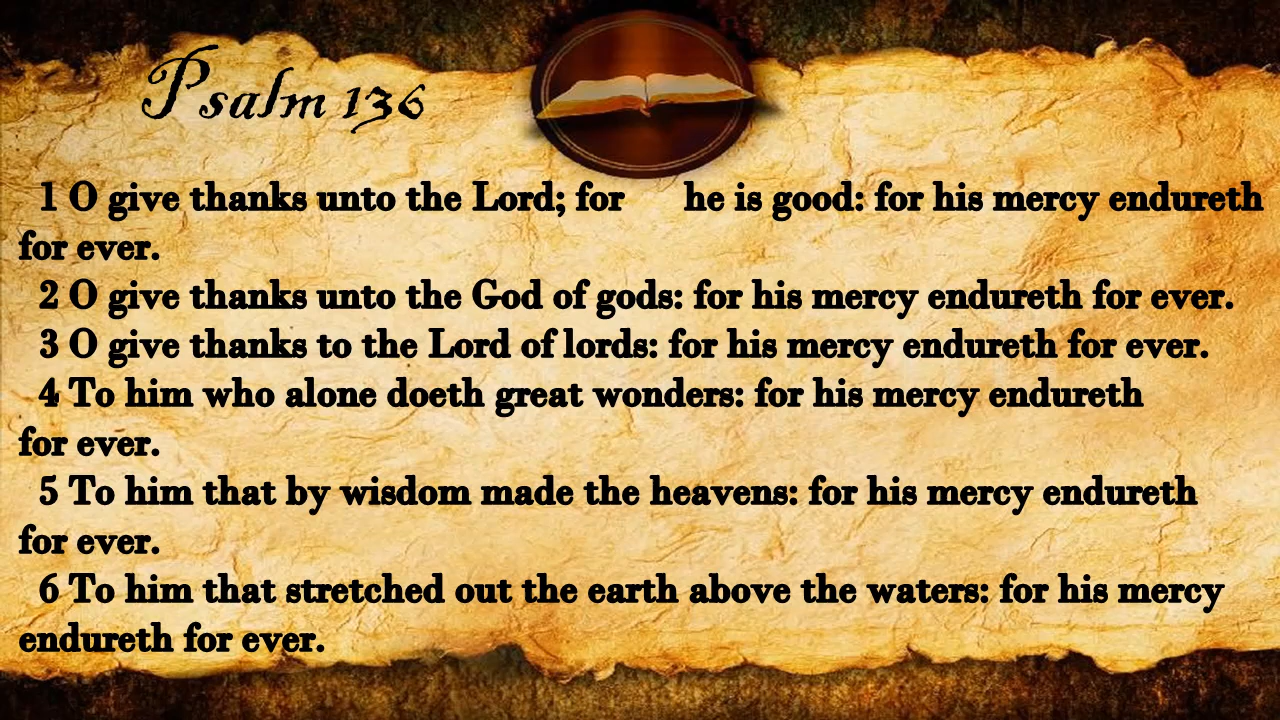 Psalm 136
1 O give thanks unto the Lord; for he is good: for his mercy endureth
for ever.
2 O give thanks unto the God of gods: for his mercy endureth for ever.
3 O give thanks to the Lord of lords: for his mercy endureth for ever.
4 To him who alone doeth great wonders: for his mercy endureth
for ever.
5 To him that by wisdom made the heavens: for his mercy endureth
for ever.
6 To him that stretched out the earth above the waters: for his mercy
endureth for ever.